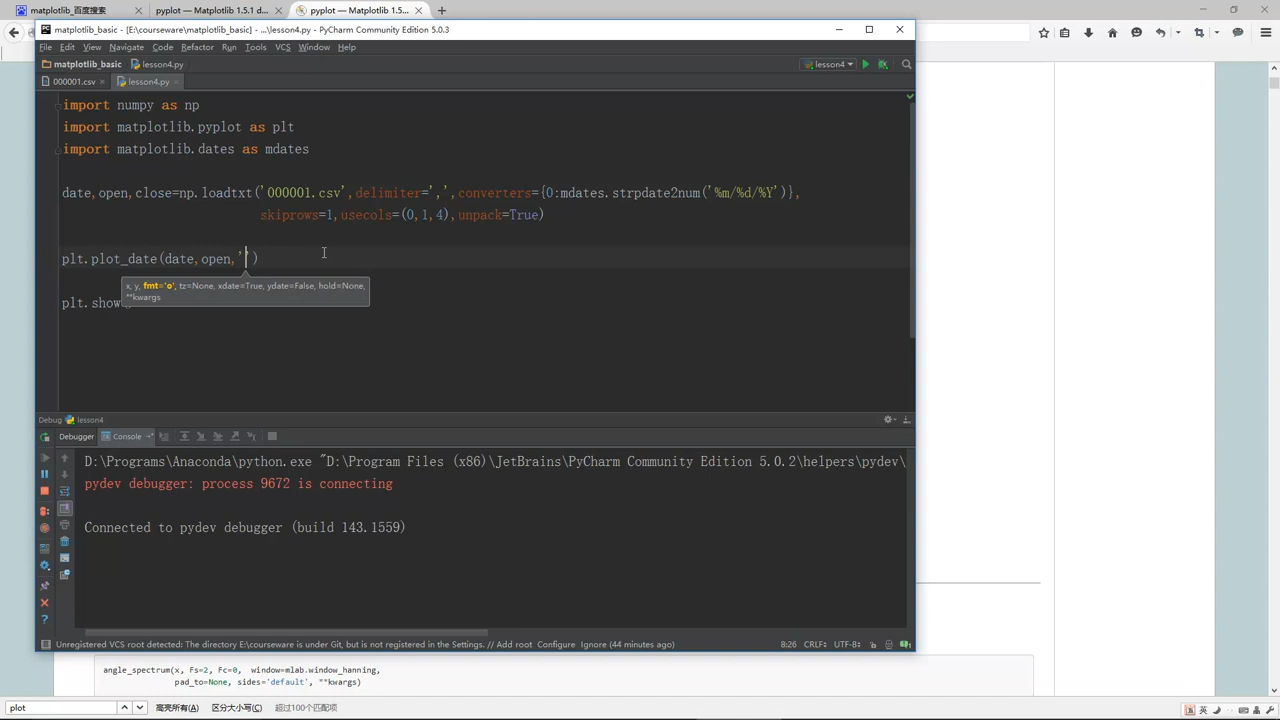 matplotlib_百度搜索
pyplot — Matplotlib 1.5.1 d...
pyplot — Matplotlib 1.5....
matplotlib_basic - [E:\courseware\matplotlib_basic] - ...\lesson4.py - PyCharm Community Edition 5.0.3
File Edit View Navigate Code Refactor Run Tools VCS Window Help
matplotlib_basic lesson4.py
lesson4
000001.csv lesson4.py
import numpy as np
import matplotlib.pyplot as plt
import matplotlib.dates as mdates
date,open,close=np.loadtxt('000001.csv',delimiter=',',converters={0:mdates.strpdate2num('%m/%d/%Y')},
skiprows=1,usecols=(0,1,4),unpack=True)
plt.plot_date(date,open,'')
x, y, fmt='o', tz=None, xdate=True, ydate=False, hold=None,
**kwargs
plt.show
Debug lesson4
Debugger Console
D:\Programs\Anaconda\python.exe "D:\Program Files (x86)\JetBrains\PyCharm Community Edition 5.0.2\helpers\pydev\
pydev debugger: process 9672 is connecting
Connected to pydev debugger (build 143.1559)
Unregistered VCS root detected: The directory E:\courseware is under Git, but is not registered in the Settings. // Add root Configure Ignore (44 minutes ago)
8:26 CRLF: UTF-8:
angle_spectrum(x, Fs=2, Fc=0, window=mlab.window_hanning,
pad_to=None, sides='default', **kwargs)
plot
高亮所有(A) 区分大小写(C) 超过100个匹配项
英